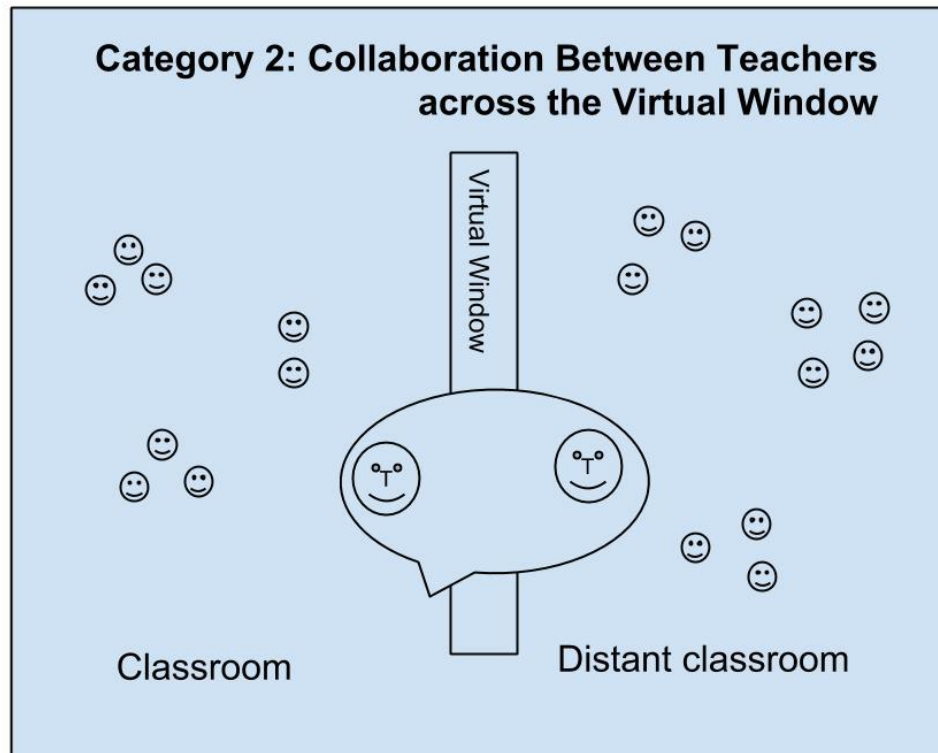 Category 2: Collaboration Between Teachers
across the Virtual Window
Virtual Window
T
T
Classroom
Distant classroom